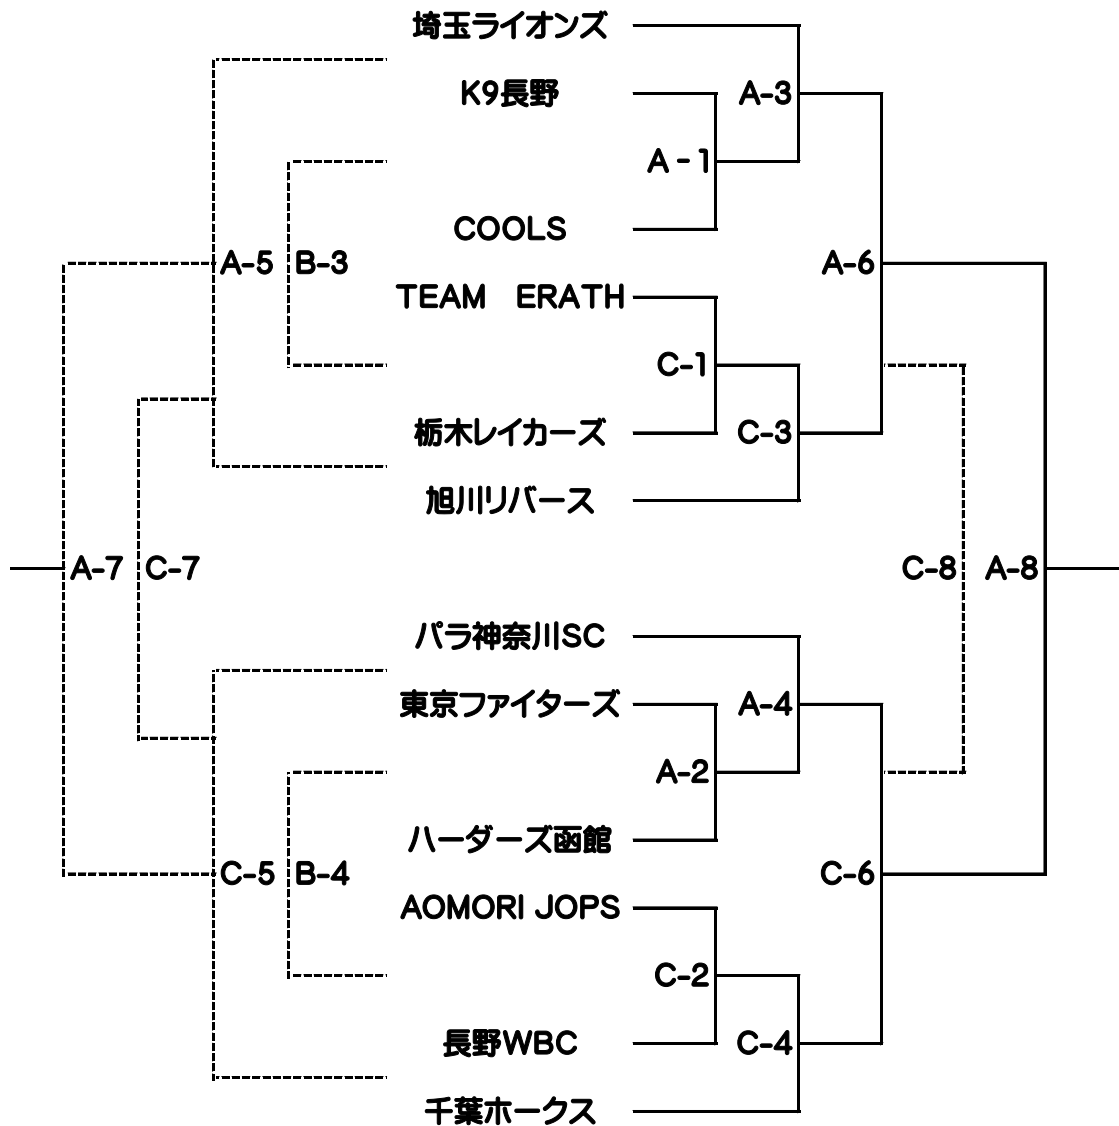 埼玉ライオンズ
K9長野
A-3
A-1
COOLS
A-5
B-3
A-6
TEAM　ERATH
C-1
栃木レイカーズ
C-3
旭川リバース
A-7
C-7
C-8
A-8
パラ神奈川SC
東京ファイターズ
A-4
A-2
ハーダーズ函館
C-5
B-4
C-6
AOMORI JOPS
C-2
長野WBC
C-4
千葉ホークス